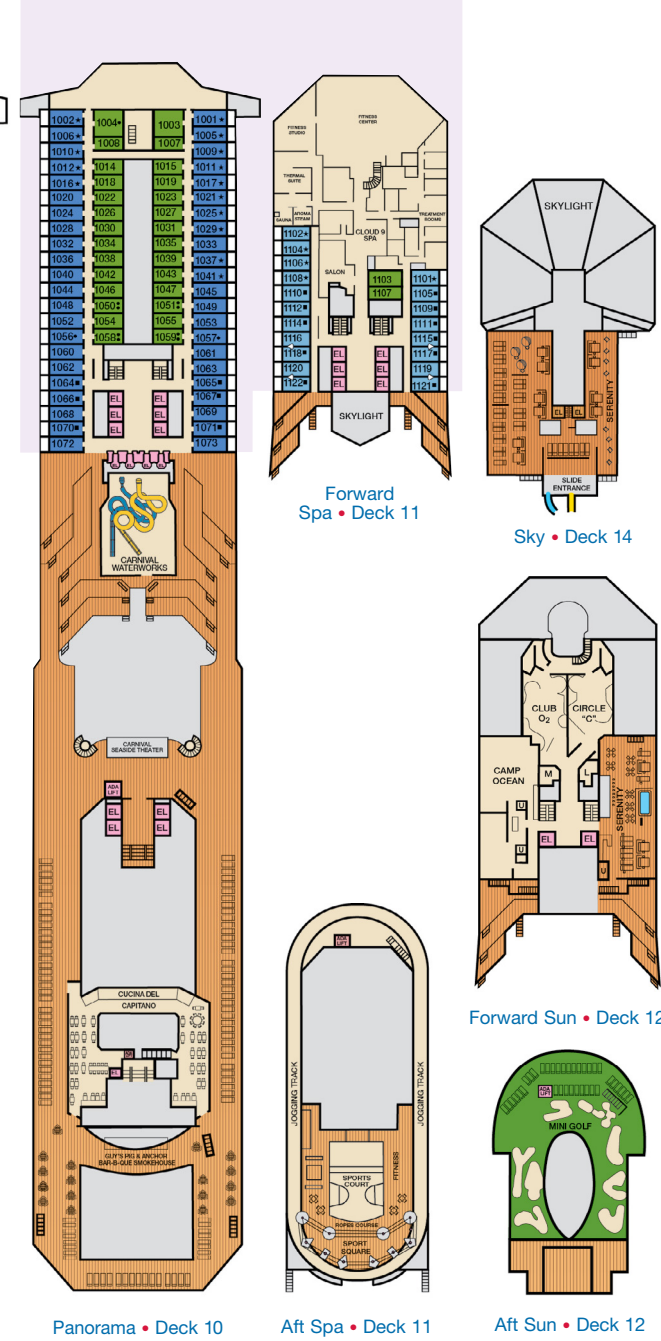 1002★ 1004• 1003 1001★
1006★ 1008 1007 1005★
1010★ 1009★
1012★ 1014 1015 1011★
1016★ 1018 1019 1017★
1020 1022 1023 1021★
1024 1026 1027 1025★
1028 1030 1031 1029★
1032 1034 1035 1033
1036 1038 1039 1037★
1040 1042 1043 1041★
1044 1046 1047 1045
1048 1050 1051 1049
1052 1054 1055 1053
1056 1058 1059 1057
1060 1061
1062 1063
1064■ 1065■
1066■ EL EL 1067■
1068 EL EL 1069
1070■ EL EL 1071■
1072 1073
EL EL EL EL
CARNIVAL
WATERWORKS
CARNIVAL
SEASIDE THEATER
ADA
LIFT
EL EL
EL EL
CUCINA DEL
CAPITANO
EL
GUY'S PIG & ANCHOR
BAR-B-QUE SMOKEHOUSE
Panorama • Deck 10
FITNESS
CENTER
FITNESS
STUDIO
THERMAL
SUITE
SAUNA
AROMA
STEAM
TREATMENT
ROOMS
CLOUD 9
SPA
SALON
1102★
1104★
1106★
1108★ 1103 1101★
1110■ 1107 1105■
1112■ 1109■
1114■ 1111■
1116 1115■
1118■ EL EL 1117■
1120 EL EL 1119
1122■ EL EL 1121■
SKYLIGHT
Forward
Spa • Deck 11
SKYLIGHT
SERENITY
EL EL
SLIDE
ENTRANCE
Sky • Deck 14
CLUB
O2
CIRCLE
"C"
CAMP
OCEAN
M L
U
SERENITY
EL EL
U U
Forward Sun • Deck 12
ADA
LIFT
JOGGING TRACK
JOGGING TRACK
SPORTS
COURT
FITNESS
ROPES COURSE
SPORT
SQUARE
Aft Spa • Deck 11
ADA
LIFT
MINI GOLF
Aft Sun • Deck 12